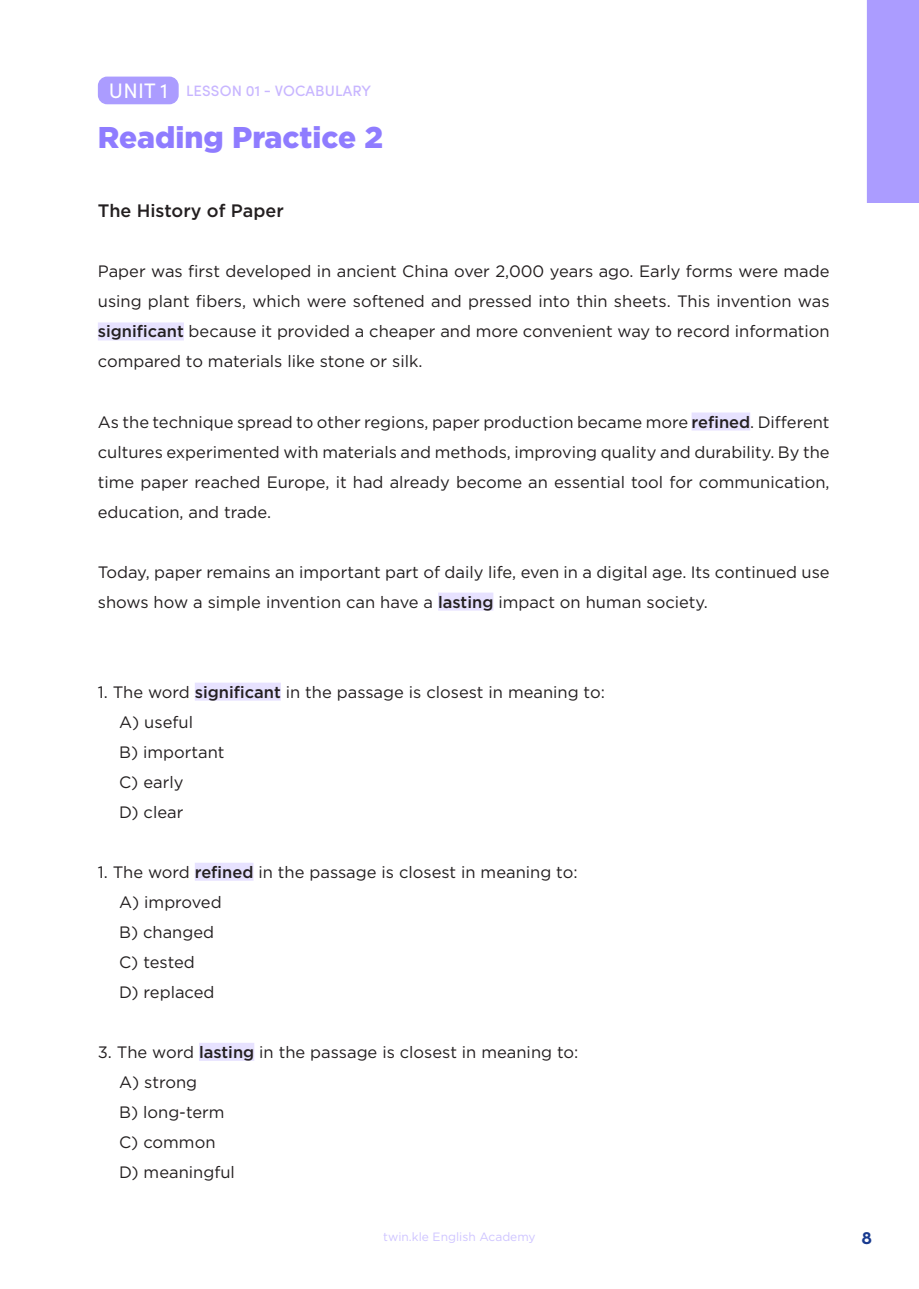 UNIT 1 LESSON 01 - VOCABULARY
Reading Practice 2
The History of Paper
Paper was first developed in ancient China over 2,000 years ago. Early forms were made
using plant fibers, which were softened and pressed into thin sheets. This invention was
significant because it provided a cheaper and more convenient way to record information
compared to materials like stone or silk.
As the technique spread to other regions, paper production became more refined. Different
cultures experimented with materials and methods, improving quality and durability. By the
time paper reached Europe, it had already become an essential tool for communication,
education, and trade.
Today, paper remains an important part of daily life, even in a digital age. Its continued use
shows how a simple invention can have a lasting impact on human society.
1. The word significant in the passage is closest in meaning to:
A) useful
B) important
C) early
D) clear
1. The word refined in the passage is closest in meaning to:
A) improved
B) changed
C) tested
D) replaced
3. The word lasting in the passage is closest in meaning to:
A) strong
B) long-term
C) common
D) meaningful
twin.kle English Academy
8